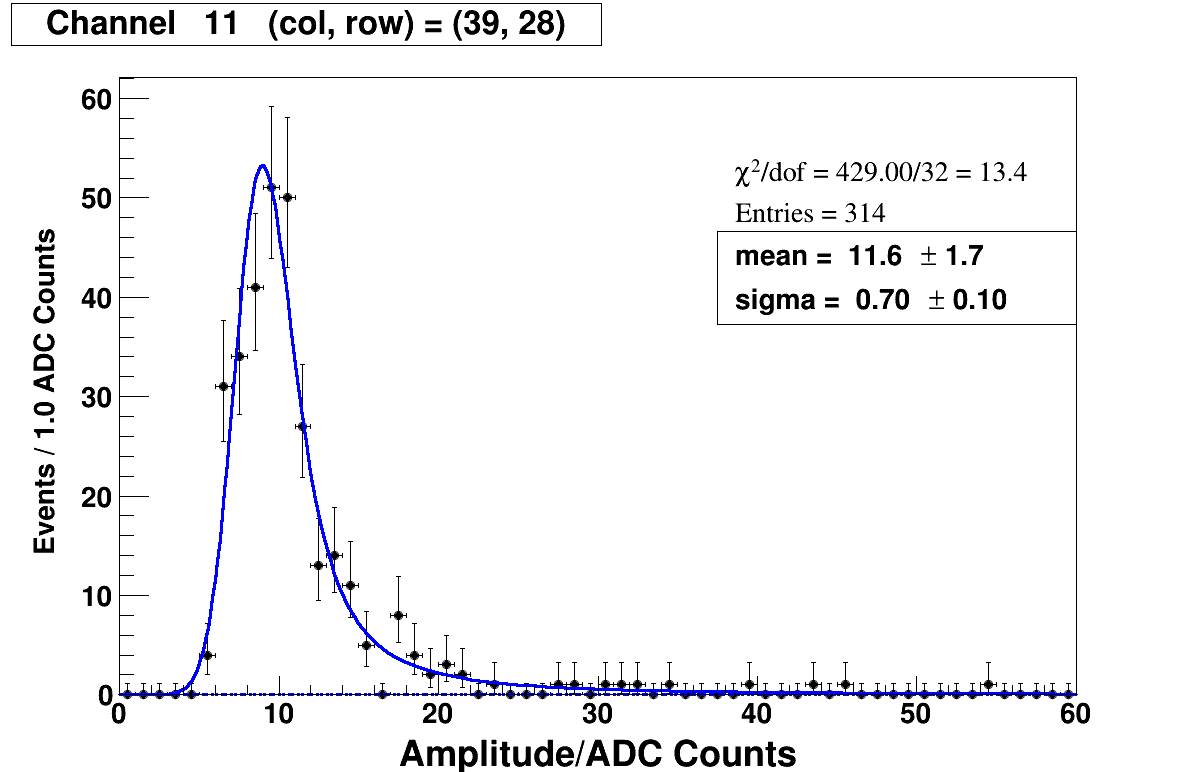 Channel 11 (col, row) = (39, 28)
60
50
40
30
20
10
0
Events / 1.0 ADC Counts
χ²/dof = 429.00/32 = 13.4
Entries = 314
mean = 11.6 ± 1.7
sigma = 0.70 ± 0.10
0 10 20 30 40 50 60
Amplitude/ADC Counts